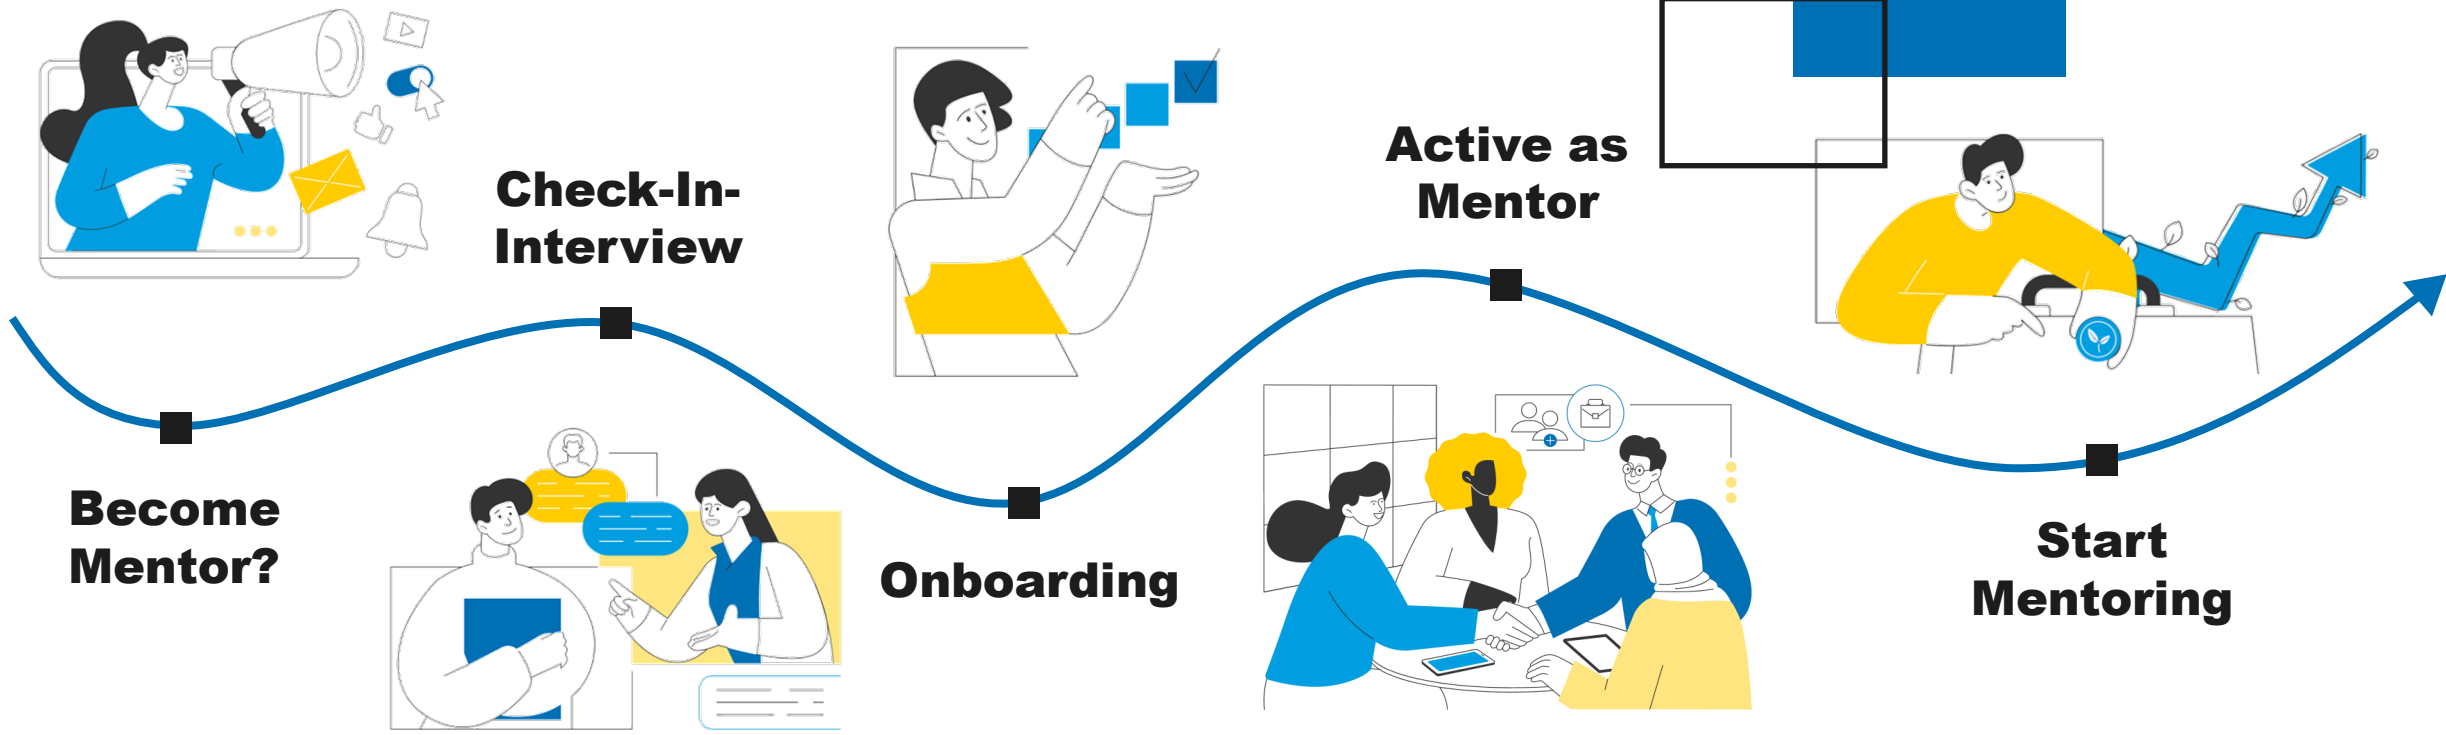 Become
Mentor?
Check-In-
Interview
Onboarding
Active as
Mentor
Start
Mentoring